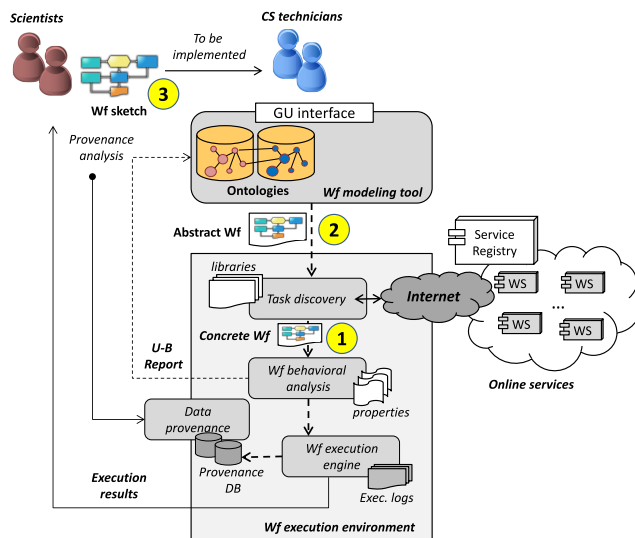 Scientists
To be
implemented
CS technicians
Wf sketch
3
GU interface
Provenance
analysis
Ontologies
Wf modeling tool
Abstract Wf
2
Service
Registry
libraries
Task discovery
Internet
WS
WS
...
WS
WS
Concrete Wf
1
U-B
Report
Wf behavioral
analysis
Online services
properties
Data
provenance
Wf execution
engine
Provenance
DB
Execution
results
Exec. logs
Wf execution environment